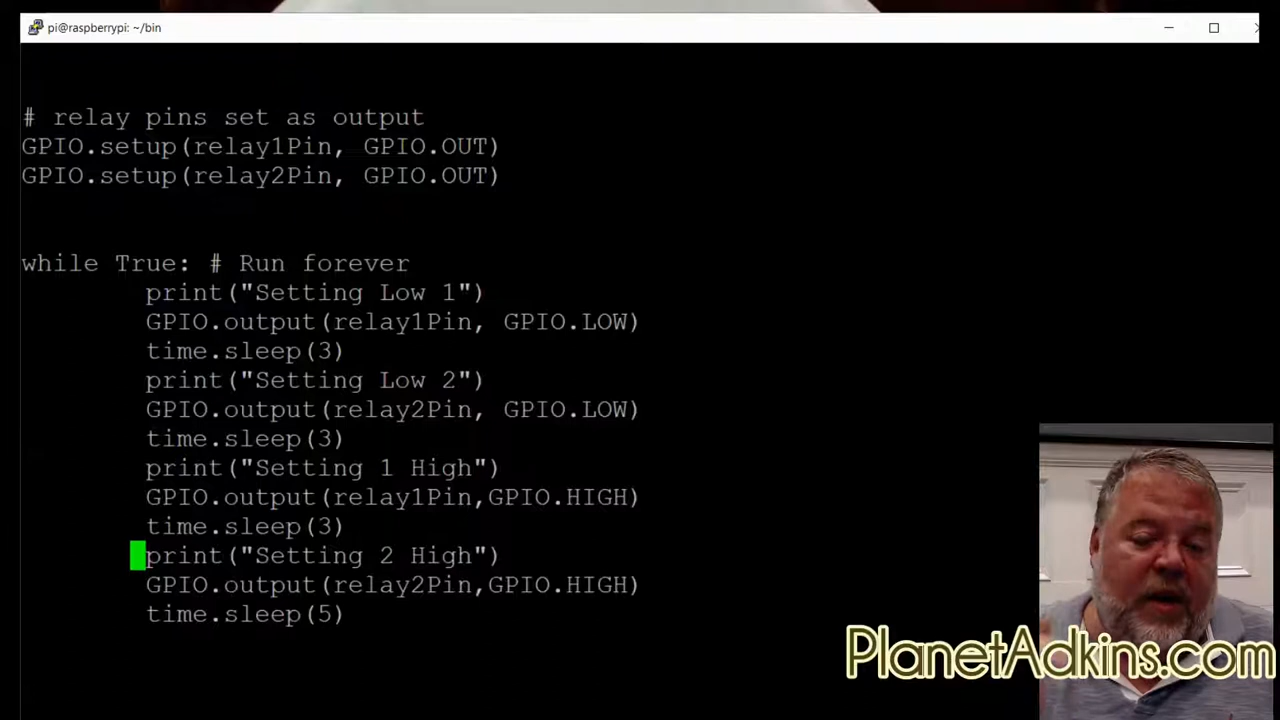 pi@raspberrypi: ~/bin
# relay pins set as output
GPIO.setup(relay1Pin, GPIO.OUT)
GPIO.setup(relay2Pin, GPIO.OUT)
while True: # Run forever
print("Setting Low 1")
GPIO.output(relay1Pin, GPIO.LOW)
time.sleep(3)
print("Setting Low 2")
GPIO.output(relay2Pin, GPIO.LOW)
time.sleep(3)
print("Setting 1 High")
GPIO.output(relay1Pin,GPIO.HIGH)
time.sleep(3)
print("Setting 2 High")
GPIO.output(relay2Pin,GPIO.HIGH)
time.sleep(5)
PlanetAdkins.com